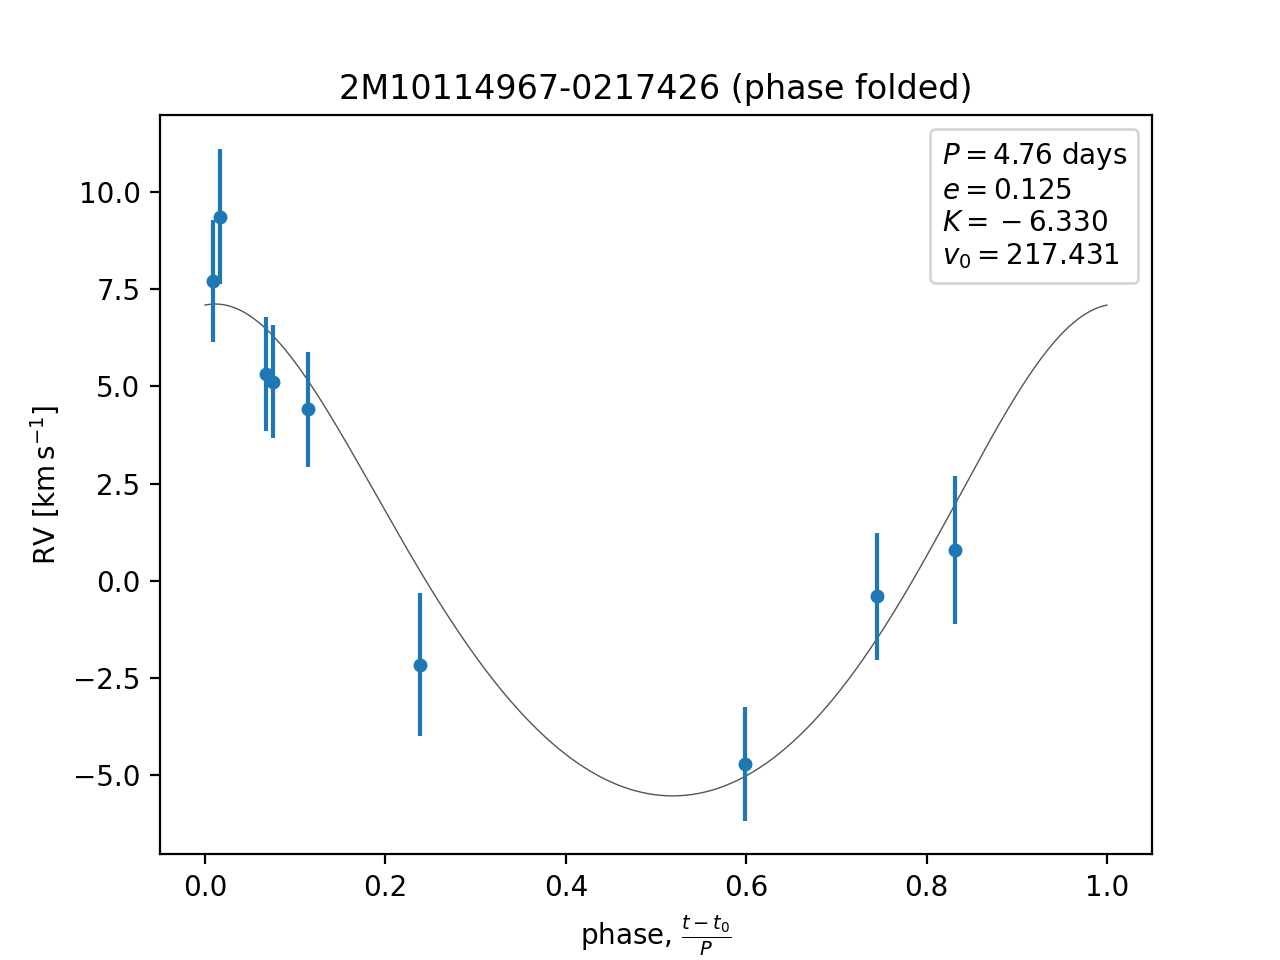 2M10114967-0217426 (phase folded)
P = 4.76 days
e = 0.125
K = −6.330
v₀ = 217.431
10.0
7.5
5.0
2.5
0.0
−2.5
−5.0
RV [km s⁻¹]
0.0 0.2 0.4 0.6 0.8 1.0
phase, (t − t₀)/P